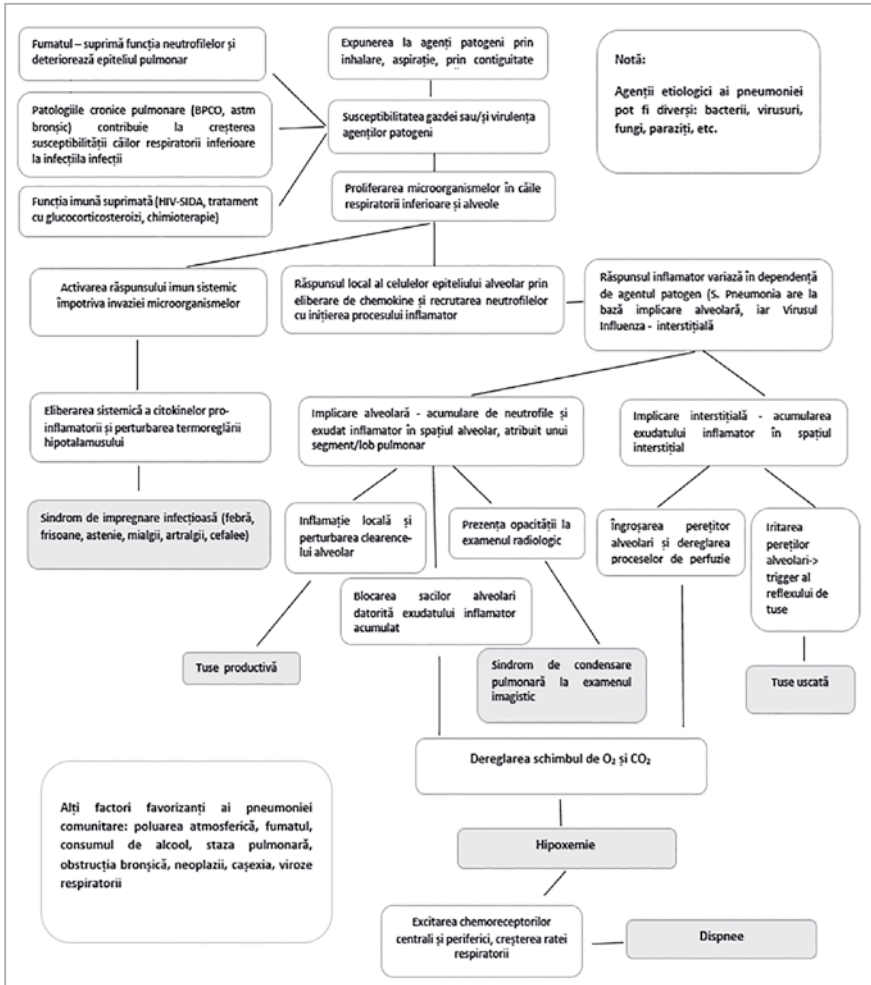 Fumatul – suprimă funcția neutrofilelor și
deteriorează epiteliul pulmonar
Expunerea la agenți patogeni prin
inhalare, aspirație, prin contiguitate
Notă:
Agenții etiologici ai pneumoniei
pot fi diverși: bacterii, virusuri,
fungi, paraziți, etc.
Patologiile cronice pulmonare (BPCO, astm
bronșic) contribuie la creșterea
susceptibilității căilor respiratorii inferioare
la infecțiila infecții
Susceptibilitatea gazdei sau/și virulența
agenților patogeni
Funcția imună suprimată (HIV-SIDA, tratament
cu glucocorticosteroizi, chimioterapie)
Proliferarea microorganismelor în căile
respiratorii inferioare și alveole
Activarea răspunsului imun sistemic
împotriva invaziei microorganismelor
Răspunsul local al celulelor epiteliului alveolar prin
eliberare de chemokine și recrutarea neutrofilelor
cu inițierea procesului inflamator
Răspunsul inflamator variază în dependență
de agentul patogen (S. Pneumonia are la
bază implicare alveolară, iar Virusul
Influenza - interstițială
Eliberarea sistemică a citokinelor pro-
inflamatorii și perturbarea termoreglării
hipotalamusului
Implicare alveolară - acumulare de neutrofile și
exudat inflamator în spațiul alveolar, atribuit unui
segment/lob pulmonar
Implicare interstițială - acumularea
exudatului inflamator în spațiul
interstițial
Sindrom de impregnare infecțioasă (febră,
frisoane, astenie, mialgii, artralgii, cefalee)
Inflamație locală și
perturbarea clearence-
lui alveolar
Prezența opacității la
examenul radiologic
Îngroșarea perețitor
alveolari și dereglarea
proceselor de perfuzie
Iritarea
pereților
alveolari->
trigger al
reflexului de
tuse
Blocarea sacilor alveolari
datorită exudatului inflamator
acumulat
Tuse productivă
Sindrom de condensare
pulmonară la examenul
imagistic
Tuse uscată
Dereglarea schimbul de O₂ și CO₂
Alți factori favorizanți ai pneumoniei
comunitare: poluarea atmosferică, fumatul,
consumul de alcool, staza pulmonară,
obstrucția bronșică, neoplazii, cașexia, viroze
respiratorii
Hipoxemie
Excitarea chemoreceptorilor
centrali și periferici, creșterea ratei
respiratorii
Dispnee